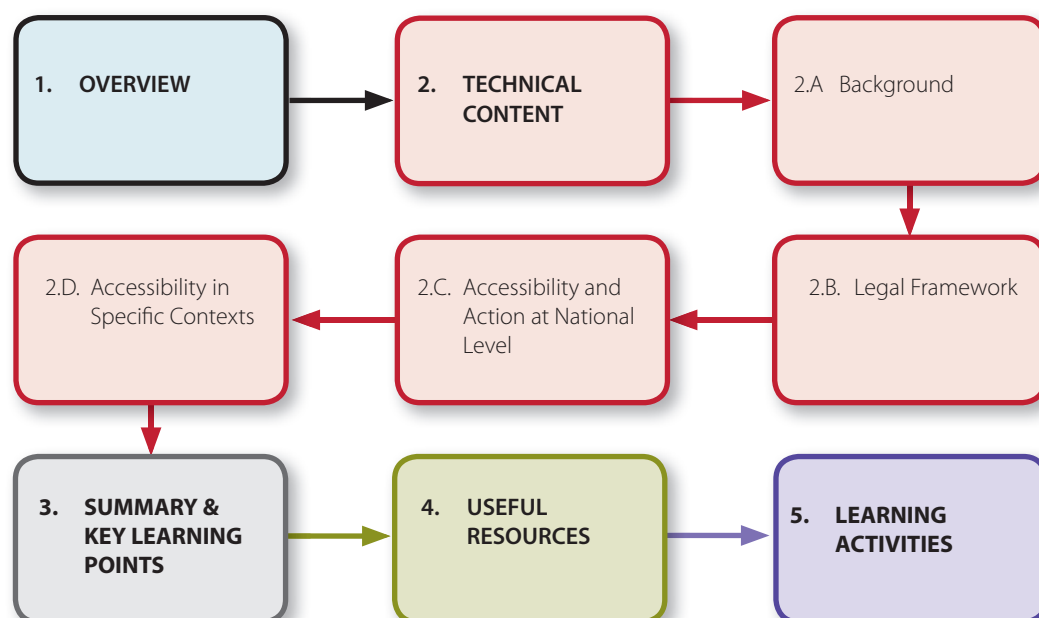 1. OVERVIEW
2. TECHNICAL
CONTENT
2.A Background
2.D. Accessibility in
Specific Contexts
2.C. Accessibility and
Action at National
Level
2.B. Legal Framework
3. SUMMARY &
KEY LEARNING
POINTS
4. USEFUL
RESOURCES
5. LEARNING
ACTIVITIES